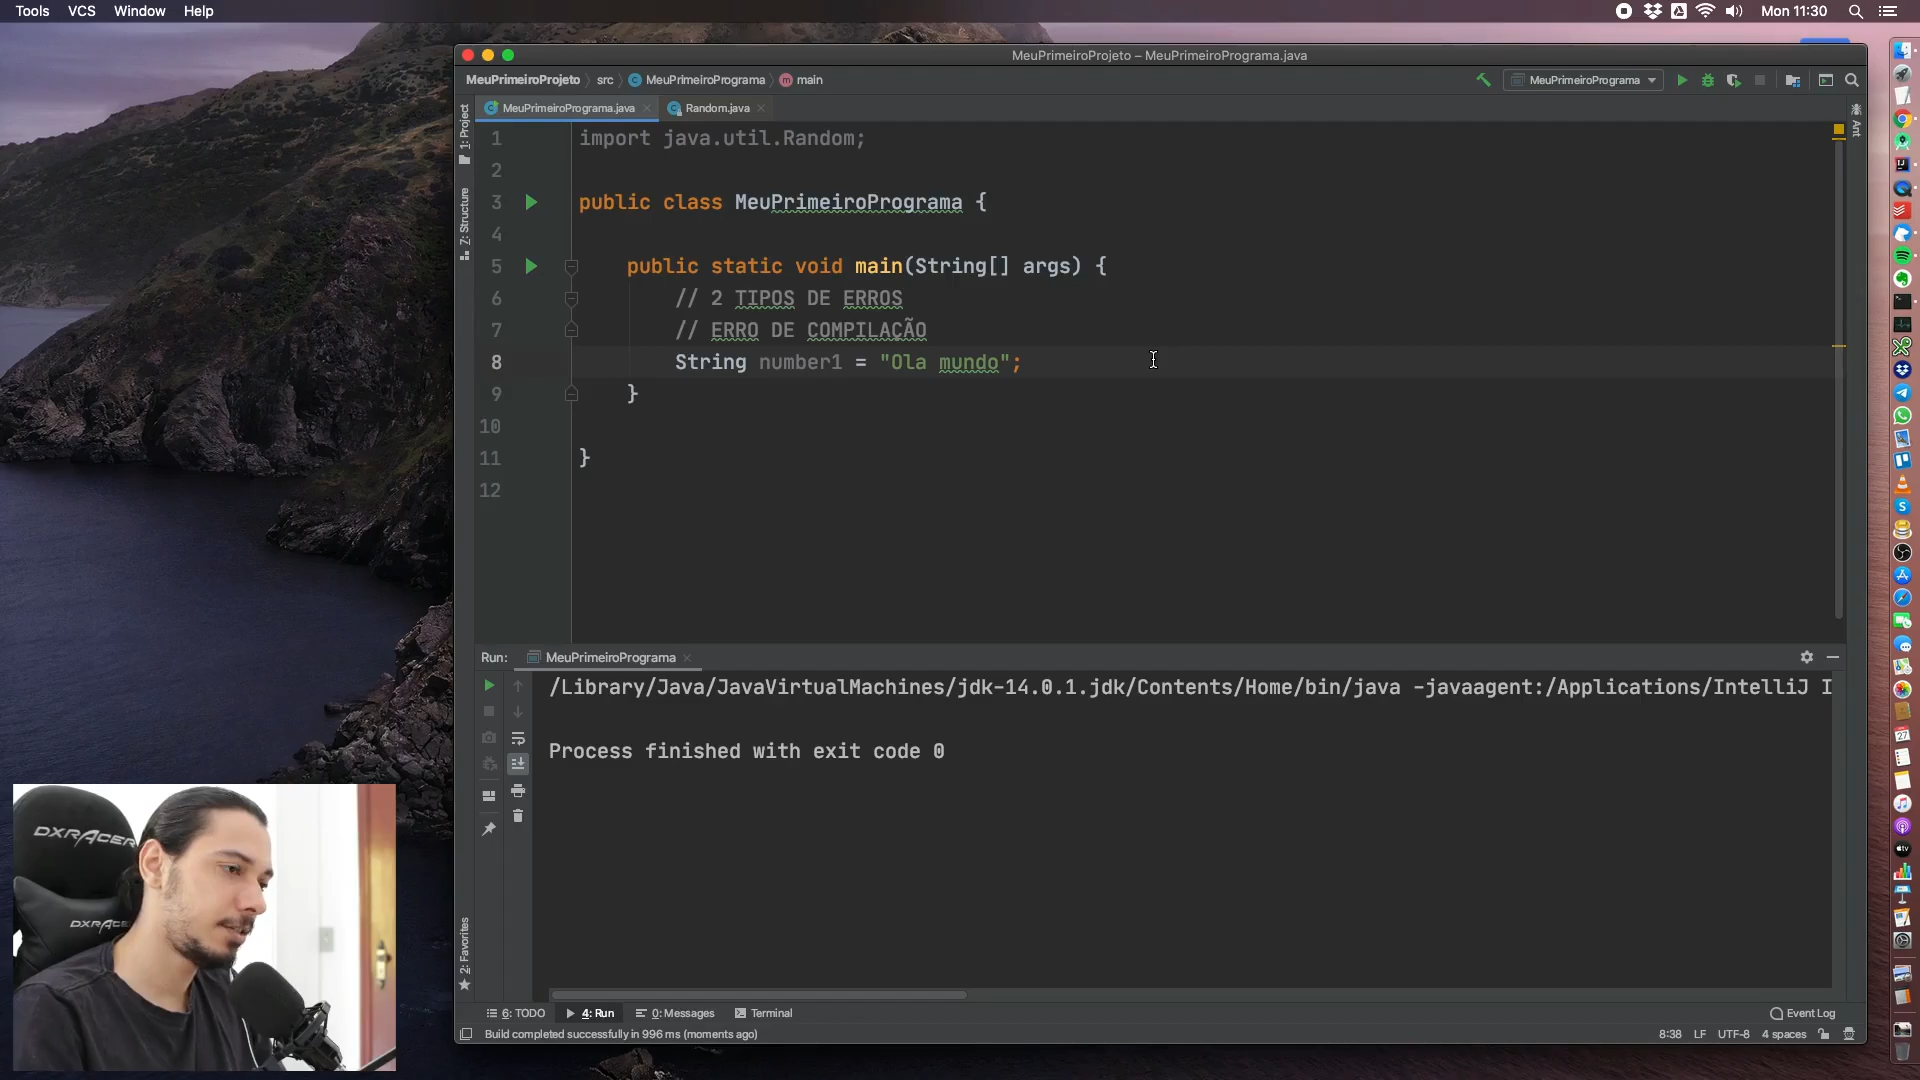 Tools VCS Window Help
Mon 11:30
MeuPrimeiroProjeto – MeuPrimeiroPrograma.java
MeuPrimeiroProjeto src MeuPrimeiroPrograma main
MeuPrimeiroPrograma
MeuPrimeiroPrograma.java Random.java
1: Project
Z: Structure
2: Favorites
Ant
1 import java.util.Random;
2
3 public class MeuPrimeiroPrograma {
4
5 public static void main(String[] args) {
6 // 2 TIPOS DE ERROS
7 // ERRO DE COMPILAÇÃO
8 String number1 = "Ola mundo";
9 }
10
11 }
12
Run: MeuPrimeiroPrograma
/Library/Java/JavaVirtualMachines/jdk-14.0.1.jdk/Contents/Home/bin/java -javaagent:/Applications/IntelliJ I
Process finished with exit code 0
6: TODO 4: Run 0: Messages Terminal
Event Log
Build completed successfully in 996 ms (moments ago)
8:38 LF UTF-8 4 spaces
DXRACER